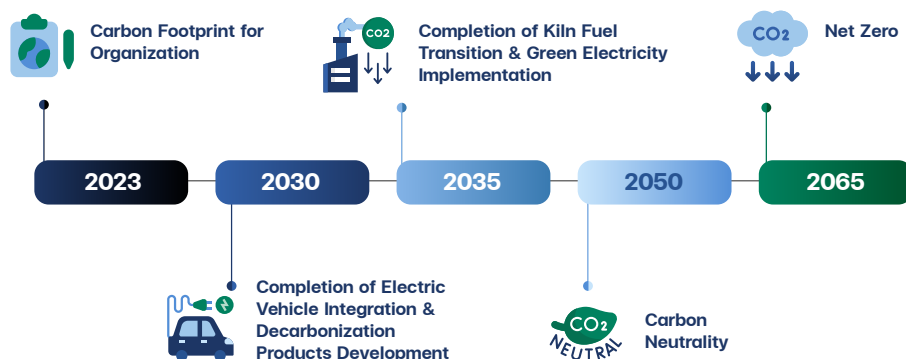 Carbon Footprint for
Organization
CO2
Completion of Kiln Fuel
Transition & Green Electricity
Implementation
CO2
Net Zero
2023
2030
2035
2050
2065
Completion of Electric
Vehicle Integration &
Decarbonization
Products Development
CO2
NEUTRAL
Carbon
Neutrality